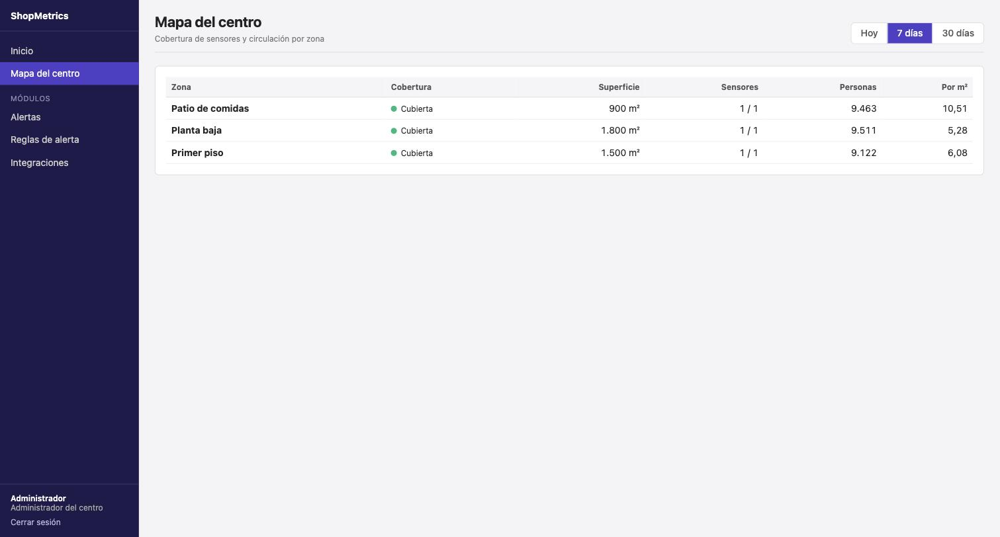 ShopMetrics
Inicio
Mapa del centro
MÓDULOS
Alertas
Reglas de alerta
Integraciones
Administrador
Administrador del centro
Cerrar sesión
Mapa del centro
Cobertura de sensores y circulación por zona
Hoy 7 días 30 días
Zona Cobertura Superficie Sensores Personas Por m²
Patio de comidas Cubierta 900 m² 1 / 1 9.463 10,51
Planta baja Cubierta 1.800 m² 1 / 1 9.511 5,28
Primer piso Cubierta 1.500 m² 1 / 1 9.122 6,08